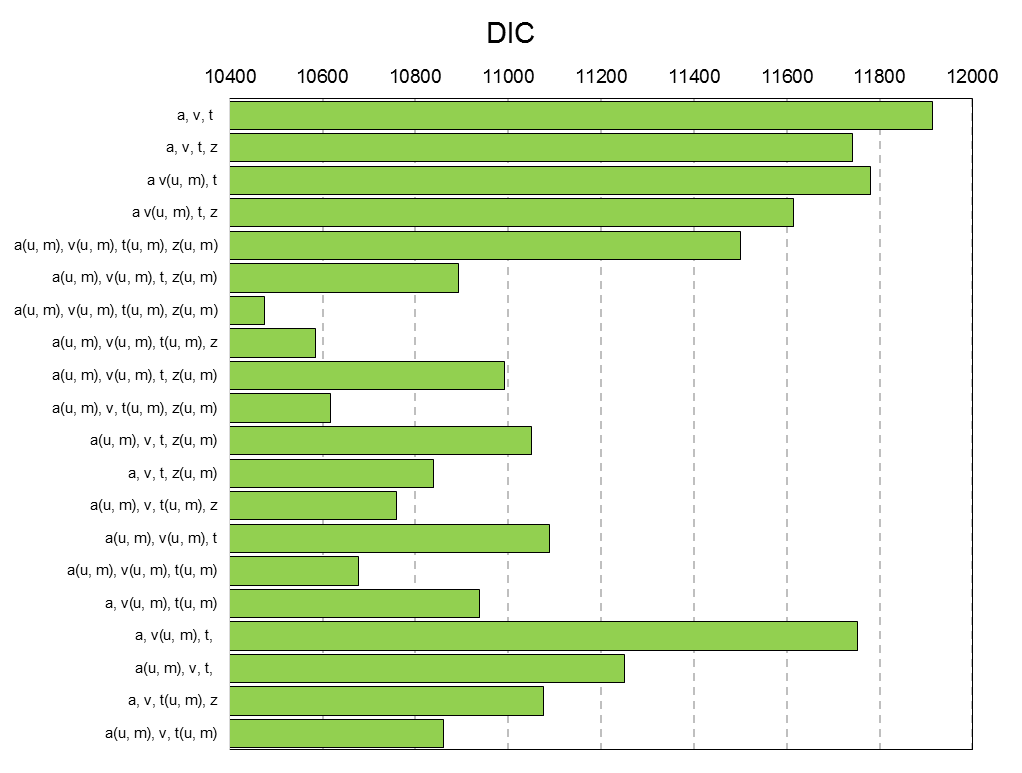 DIC
10400 10600 10800 11000 11200 11400 11600 11800 12000
a, v, t
a, v, t, z
a v(u, m), t
a v(u, m), t, z
a(u, m), v(u, m), t(u, m), z(u, m)
a(u, m), v(u, m), t, z(u, m)
a(u, m), v(u, m), t(u, m), z(u, m)
a(u, m), v(u, m), t(u, m), z
a(u, m), v(u, m), t, z(u, m)
a(u, m), v, t(u, m), z(u, m)
a(u, m), v, t, z(u, m)
a, v, t, z(u, m)
a(u, m), v, t(u, m), z
a(u, m), v(u, m), t
a(u, m), v(u, m), t(u, m)
a, v(u, m), t(u, m)
a, v(u, m), t,
a(u, m), v, t,
a, v, t(u, m), z
a(u, m), v, t(u, m)